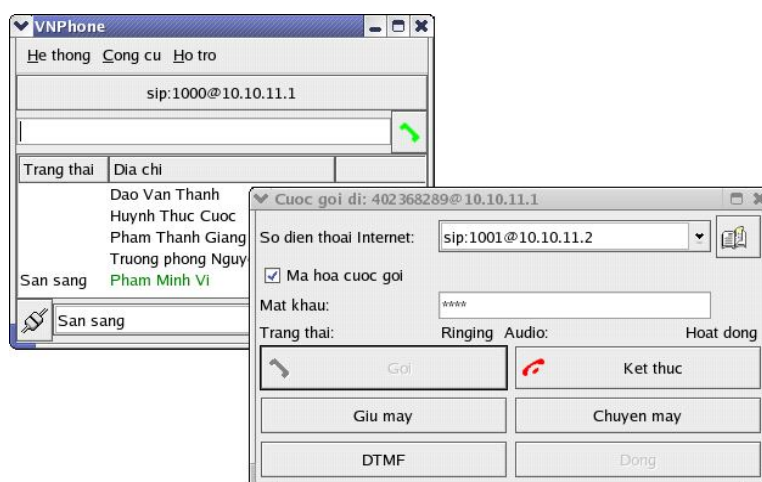 VNPhone
He thong Cong cu Ho tro
sip:1000@10.10.11.1
Trang thai Dia chi
Dao Van Thanh
Huynh Thuc Cuoc
Pham Thanh Giang
Truong phong Nguy
San sang Pham Minh Vi
San sang
Cuoc goi di: 402368289@10.10.11.1
So dien thoai Internet: sip:1001@10.10.11.2
Ma hoa cuoc goi
Mat khau: ****
Trang thai: Ringing Audio: Hoat dong
Goi Ket thuc
Giu may Chuyen may
DTMF Dong